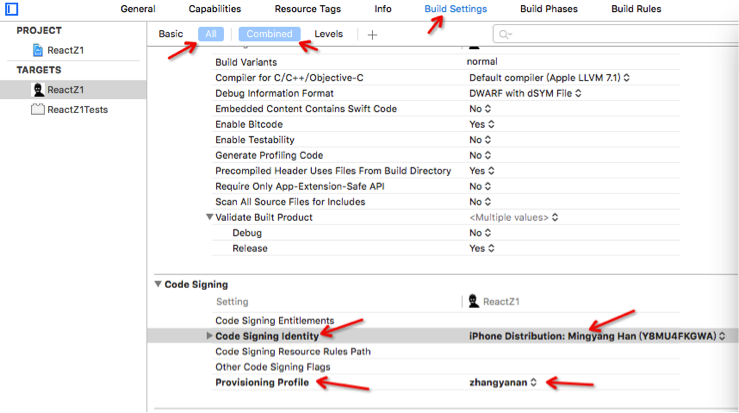 General Capabilities Resource Tags Info Build Settings Build Phases Build Rules
PROJECT
ReactZ1
TARGETS
ReactZ1
ReactZ1Tests
Basic All Combined Levels +
Build Variants normal
Compiler for C/C++/Objective-C Default compiler (Apple LLVM 7.1)
Debug Information Format DWARF with dSYM File
Embedded Content Contains Swift Code No
Enable Bitcode Yes
Enable Testability No
Generate Profiling Code No
Precompiled Header Uses Files From Build Directory Yes
Require Only App-Extension-Safe API No
Scan All Source Files for Includes No
Validate Built Product <Multiple values>
Debug No
Release Yes
Code Signing
Setting ReactZ1
Code Signing Entitlements
Code Signing Identity iPhone Distribution: Mingyang Han (Y8MU4FKGWA)
Code Signing Resource Rules Path
Other Code Signing Flags
Provisioning Profile zhangyanan